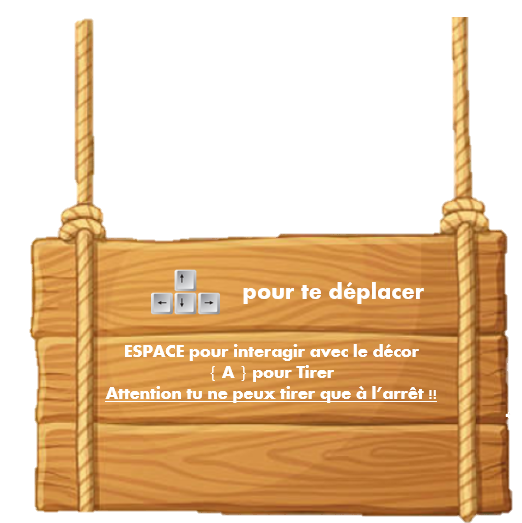 ↑
← ↓ → pour te déplacer
ESPACE pour interagir avec le décor
{ A } pour Tirer
Attention tu ne peux tirer que à l'arrêt !!